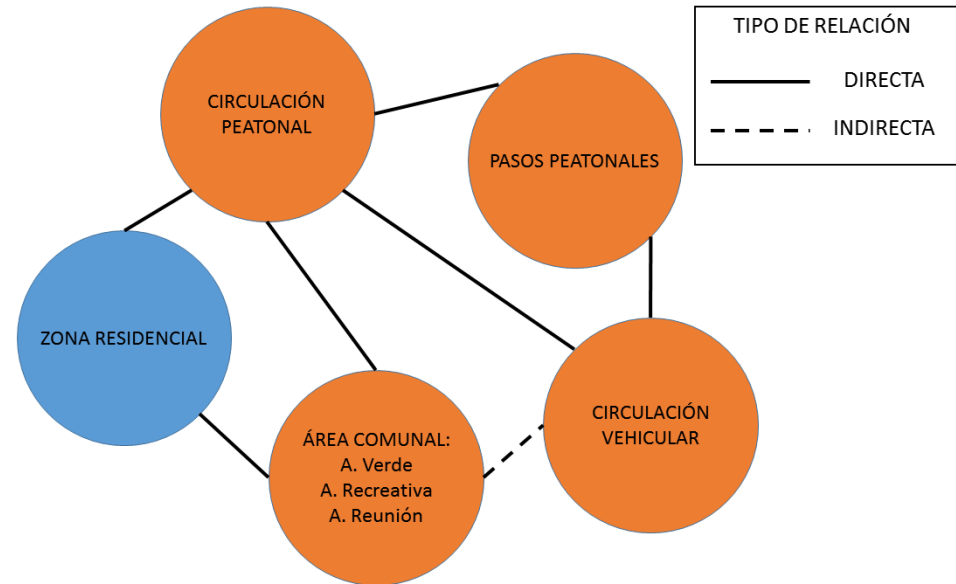 TIPO DE RELACIÓN
DIRECTA
INDIRECTA
CIRCULACIÓN
PEATONAL
PASOS PEATONALES
ZONA RESIDENCIAL
ÁREA COMUNAL:
A. Verde
A. Recreativa
A. Reunión
CIRCULACIÓN
VEHICULAR